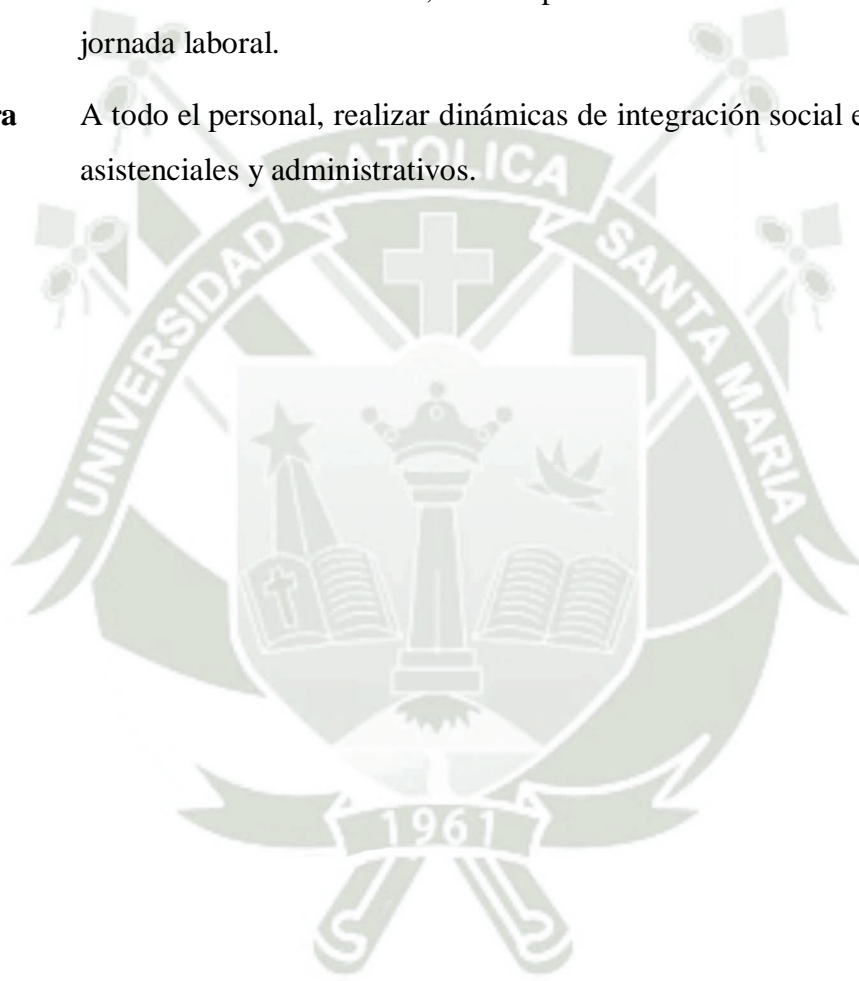 jornada laboral.
ra A todo el personal, realizar dinámicas de integración social e
asistenciales y administrativos.
UNIVERSIDAD CATOLICA SANTA MARIA
1961